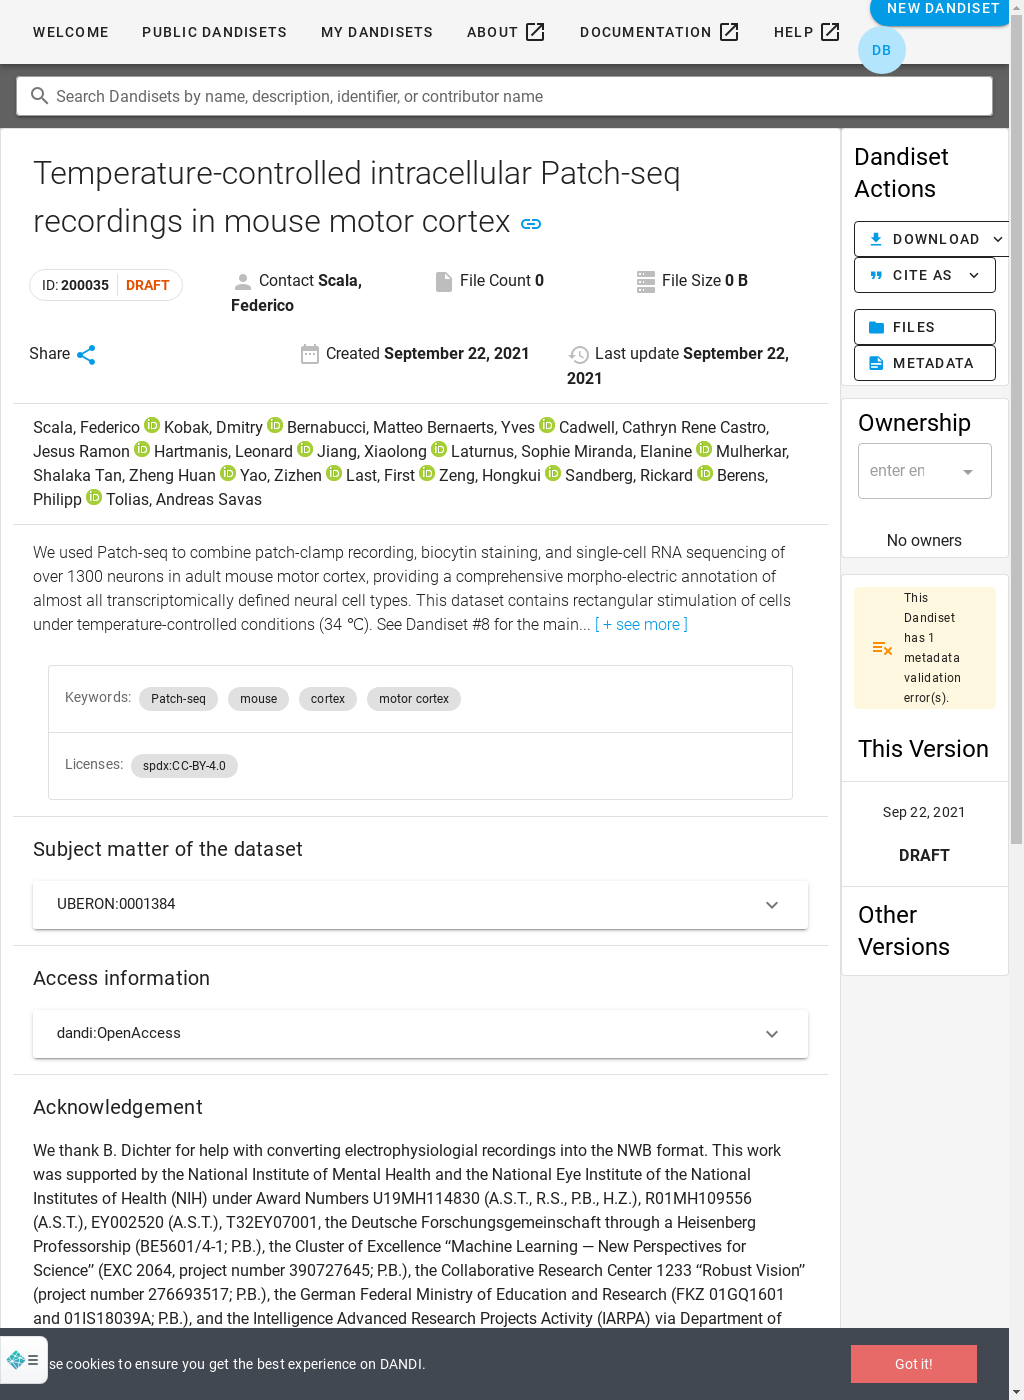 NEW DANDISET
WELCOME PUBLIC DANDISETS MY DANDISETS ABOUT DOCUMENTATION HELP
DB
Search Dandisets by name, description, identifier, or contributor name
Temperature-controlled intracellular Patch-seq
recordings in mouse motor cortex
ID: 200035 DRAFT
Contact Scala,
Federico
File Count 0
File Size 0 B
Share
Created September 22, 2021
Last update September 22,
2021
Scala, Federico iD Kobak, Dmitry iD Bernabucci, Matteo Bernaerts, Yves iD Cadwell, Cathryn Rene Castro,
Jesus Ramon iD Hartmanis, Leonard iD Jiang, Xiaolong iD Laturnus, Sophie Miranda, Elanine iD Mulherkar,
Shalaka Tan, Zheng Huan iD Yao, Zizhen iD Last, First iD Zeng, Hongkui iD Sandberg, Rickard iD Berens,
Philipp iD Tolias, Andreas Savas
We used Patch-seq to combine patch-clamp recording, biocytin staining, and single-cell RNA sequencing of
over 1300 neurons in adult mouse motor cortex, providing a comprehensive morpho-electric annotation of
almost all transcriptomically defined neural cell types. This dataset contains rectangular stimulation of cells
under temperature-controlled conditions (34 ℃). See Dandiset #8 for the main... [ + see more ]
Keywords: Patch-seq mouse cortex motor cortex
Licenses: spdx:CC-BY-4.0
Subject matter of the dataset
UBERON:0001384
Access information
dandi:OpenAccess
Acknowledgement
We thank B. Dichter for help with converting electrophysiologial recordings into the NWB format. This work
was supported by the National Institute of Mental Health and the National Eye Institute of the National
Institutes of Health (NIH) under Award Numbers U19MH114830 (A.S.T., R.S., P.B., H.Z.), R01MH109556
(A.S.T.), EY002520 (A.S.T.), T32EY07001, the Deutsche Forschungsgemeinschaft through a Heisenberg
Professorship (BE5601/4-1; P.B.), the Cluster of Excellence “Machine Learning — New Perspectives for
Science” (EXC 2064, project number 390727645; P.B.), the Collaborative Research Center 1233 “Robust Vision”
(project number 276693517; P.B.), the German Federal Ministry of Education and Research (FKZ 01GQ1601
and 01IS18039A; P.B.), and the Intelligence Advanced Research Projects Activity (IARPA) via Department of
Dandiset
Actions
DOWNLOAD
CITE AS
FILES
METADATA
Ownership
enter en
No owners
This
Dandiset
has 1
metadata
validation
error(s).
This Version
Sep 22, 2021
DRAFT
Other
Versions
se cookies to ensure you get the best experience on DANDI.
Got it!